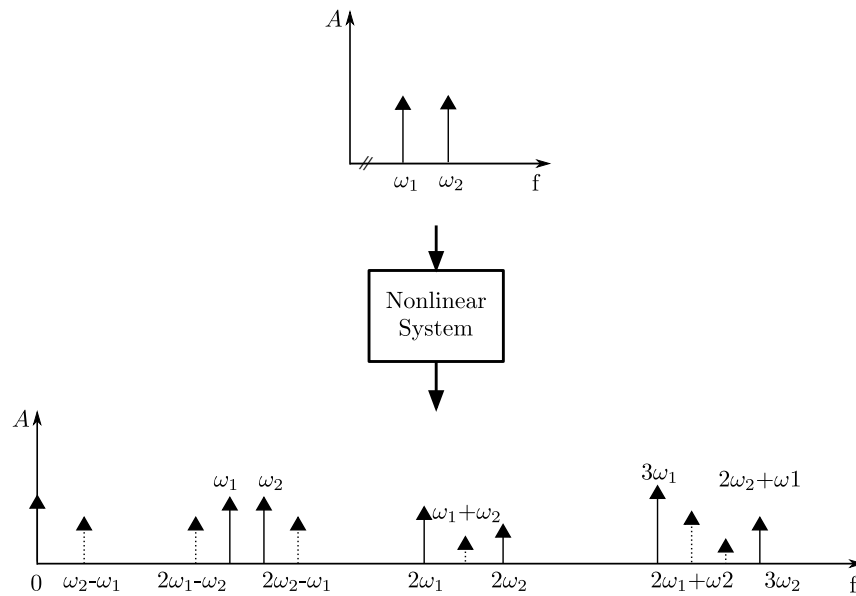 A
ω₁ ω₂ f
Nonlinear
System
A
ω₁ ω₂
ω₁+ω₂
3ω₁ 2ω₂+ω1
0 ω₂-ω₁ 2ω₁-ω₂ 2ω₂-ω₁ 2ω₁ 2ω₂ 2ω₁+ω2 3ω₂ f